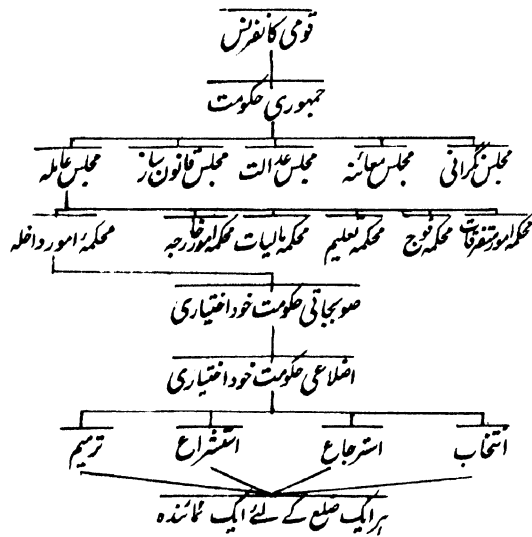 قومی کانفرنس
جمہوری حکومت
مجلس نگرانی مجلس معائنہ مجلس عدالت مجلس قانون ساز مجلس عاملہ
محکمہ امور متفرقات محکمہ فوج محکمہ تعلیم محکمہ مالیات محکمہ امور خارجہ محکمۂ امور داخلہ
صوبجاتی حکومت خود اختیاری
اضلاعی حکومت خود اختیاری
انتخاب استرجاع استشراع ترمیم
ہر ایک ضلع کے لئے ایک نمائندہ